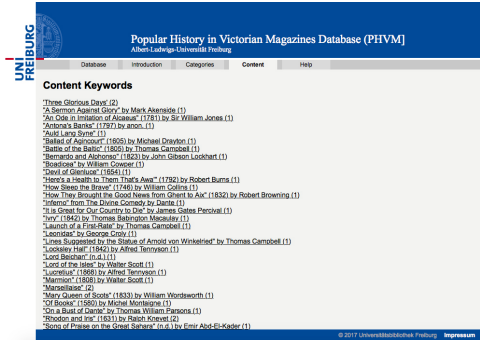 UNI
FREIBURG
Popular History in Victorian Magazines Database (PHVM]
Albert-Ludwigs-Universität Freiburg
Database Introduction Categories Content Help
Content Keywords
'Three Glorious Days' (2)
"A Sermon Against Glory" by Mark Akenside (1)
"An Ode in Imitation of Alcaeus" (1781) by Sir William Jones (1)
"Antona's Banks" (1797) by anon. (1)
"Auld Lang Syne" (1)
"Ballad of Agincourt" (1605) by Michael Drayton (1)
"Battle of the Baltic" (1805) by Thomas Campbell (1)
"Bernardo and Alphonso" (1823) by John Gibson Lockhart (1)
"Boadicea" by William Cowper (1)
"Devil of Glenluce" (1654) (1)
"Here's a Health to Them That's Awa'" (1792) by Robert Burns (1)
"How Sleep the Brave" (1746) by William Collins (1)
"How They Brought the Good News from Ghent to Aix" (1832) by Robert Browning (1)
"Inferno" from The Divine Comedy by Dante (1)
"It is Great for Our Country to Die" by James Gates Percival (1)
"Ivry" (1842) by Thomas Babington Macaulay (1)
"Launch of a First-Rate" by Thomas Campbell (1)
"Leonidas" by George Croly (1)
"Lines Suggested by the Statue of Arnold von Winkelried" by Thomas Campbell (1)
"Locksley Hall" (1842) by Alfred Tennyson (1)
"Lord Beichan" (n.d.) (1)
"Lord of the Isles" by Walter Scott (1)
"Lucretius" (1868) by Alfred Tennyson (1)
"Marmion" (1808) by Walter Scott (1)
"Marseillaise" (2)
"Mary Queen of Scots" (1833) by William Wordsworth (1)
"Of Books" (1580) by Michel Montaigne (1)
"On a Bust of Dante" by Thomas William Parsons (1)
"Rhodon and Iris" (1631) by Ralph Knevet (2)
"Song of Praise on the Great Sahara" (n.d.) by Emir Abd-El-Kader (1)
© 2017 Universitätsbibliothek Freiburg Impressum